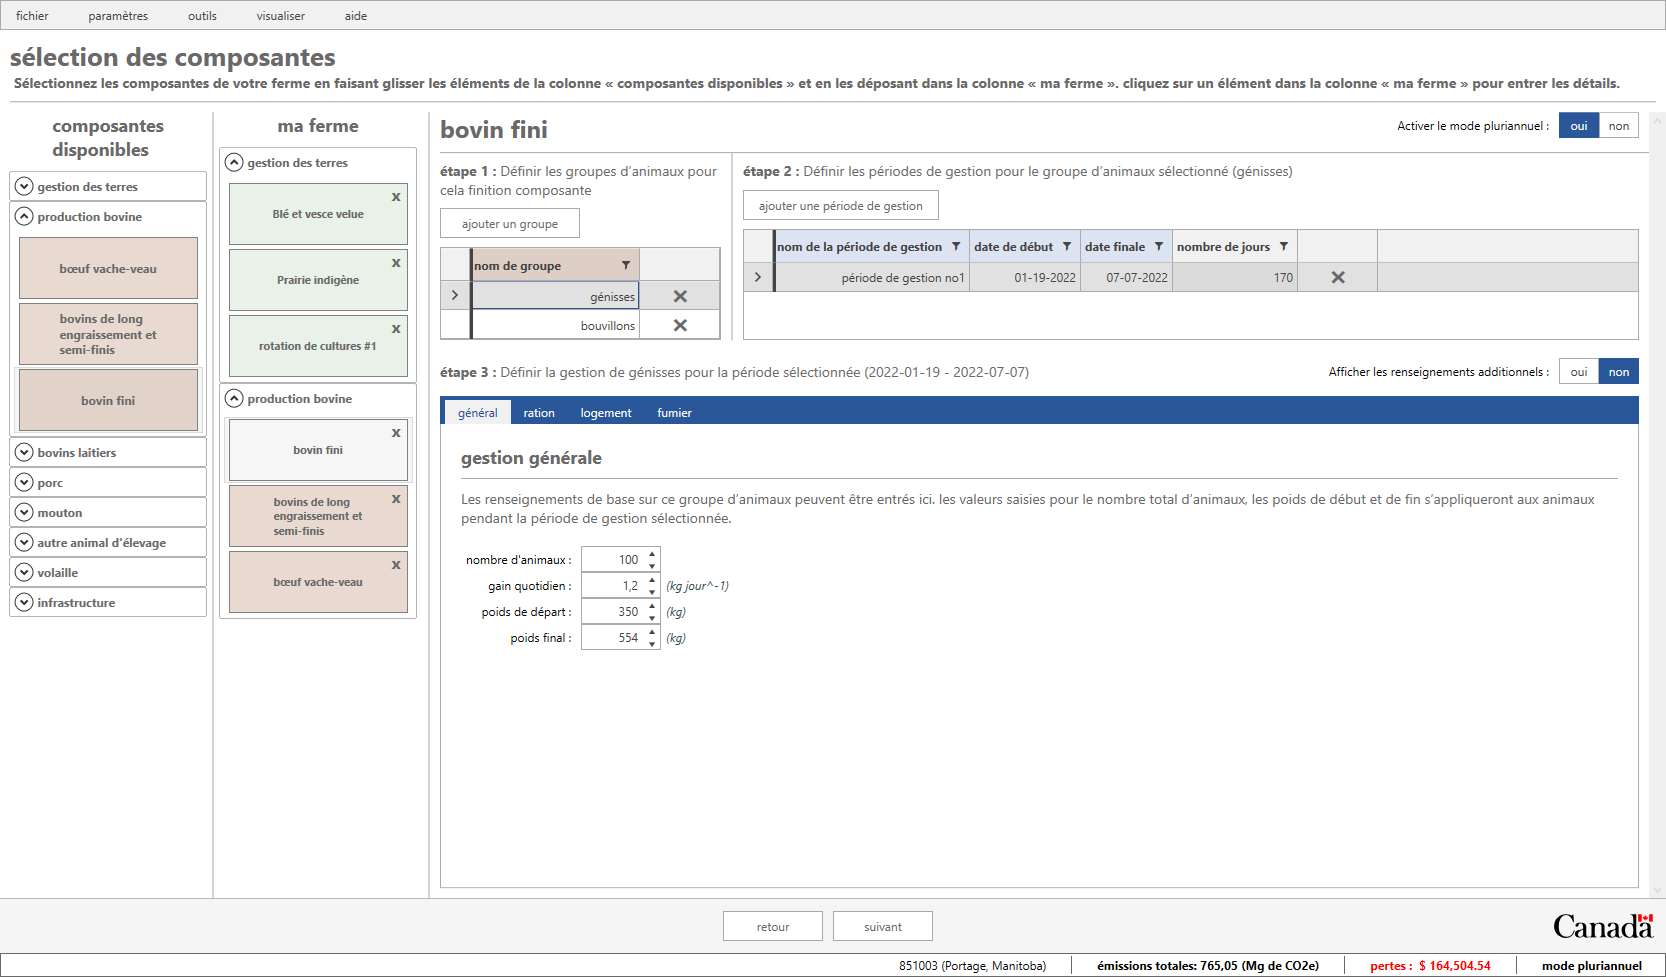 fichier paramètres outils visualiser aide
sélection des composantes
Sélectionnez les composantes de votre ferme en faisant glisser les éléments de la colonne « composantes disponibles » et en les déposant dans la colonne « ma ferme ». cliquez sur un élément dans la colonne « ma ferme » pour entrer les détails.
composantes
disponibles
gestion des terres
production bovine
bœuf vache-veau
bovins de long
engraissement et
semi-finis
bovin fini
bovins laitiers
porc
mouton
autre animal d'élevage
volaille
infrastructure
ma ferme
gestion des terres
Blé et vesce velue x
Prairie indigène x
rotation de cultures #1 x
production bovine
bovin fini x
bovins de long x
engraissement et
semi-finis
bœuf vache-veau x
bovin fini
Activer le mode pluriannuel : oui non
étape 1 : Définir les groupes d’animaux pour
cela finition composante
ajouter un groupe
nom de groupe
génisses
bouvillons
étape 2 : Définir les périodes de gestion pour le groupe d’animaux sélectionné (génisses)
ajouter une période de gestion
nom de la période de gestion date de début date finale nombre de jours
période de gestion no1 01-19-2022 07-07-2022 170
étape 3 : Définir la gestion de génisses pour la période sélectionnée (2022-01-19 - 2022-07-07)
Afficher les renseignements additionnels : oui non
général ration logement fumier
gestion générale
Les renseignements de base sur ce groupe d’animaux peuvent être entrés ici. les valeurs saisies pour le nombre total d’animaux, les poids de début et de fin s’appliqueront aux animaux
pendant la période de gestion sélectionnée.
nombre d'animaux : 100
gain quotidien : 1,2 (kg jour^-1)
poids de départ : 350 (kg)
poids final : 554 (kg)
retour suivant
Canada
851003 (Portage, Manitoba) émissions totales: 765,05 (Mg de CO2e) pertes : $ 164,504.54 mode pluriannuel